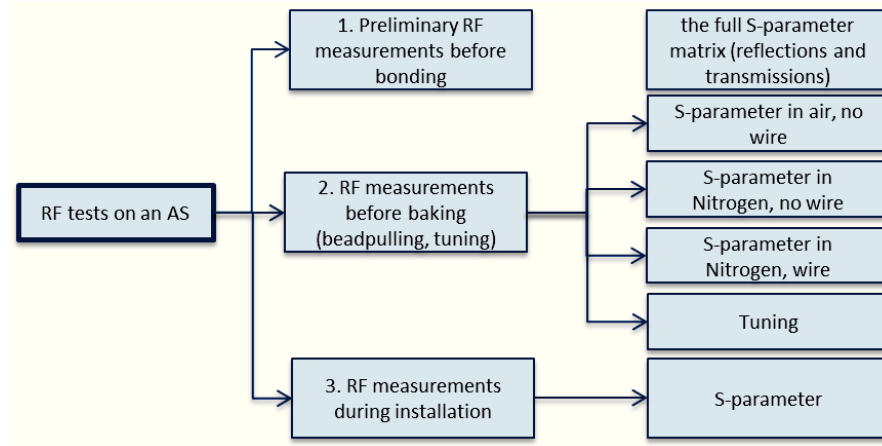 1. Preliminary RF
measurements before
bonding
the full S-parameter
matrix (reflections and
transmissions)
S-parameter in air, no
wire
RF tests on an AS
2. RF measurements
before baking
(beadpulling, tuning)
S-parameter in
Nitrogen, no wire
S-parameter in
Nitrogen, wire
Tuning
3. RF measurements
during installation
S-parameter